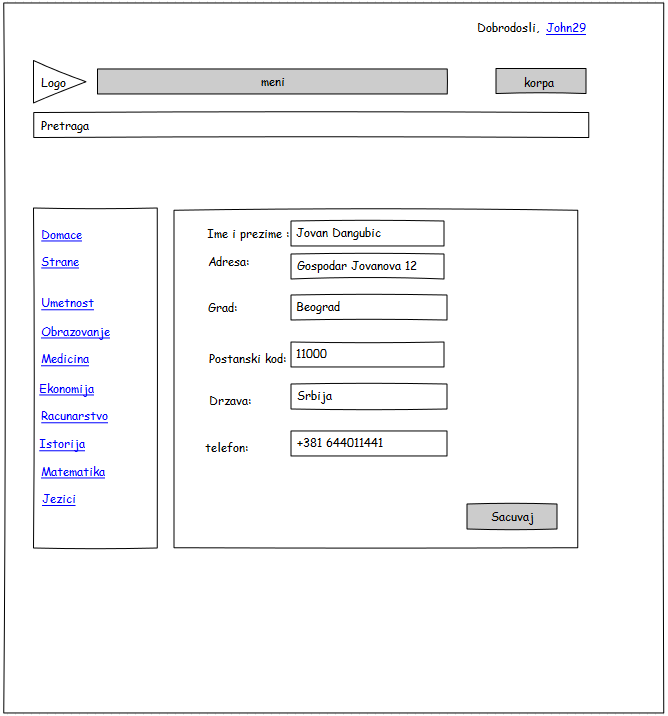 Dobrodosli, John29
Logo
meni
korpa
Pretraga
Domace
Strane
Umetnost
Obrazovanje
Medicina
Ekonomija
Racunarstvo
Istorija
Matematika
Jezici
Ime i prezime : Jovan Dangubic
Adresa: Gospodar Jovanova 12
Grad: Beograd
Postanski kod: 11000
Drzava: Srbija
telefon: +381 644011441
Sacuvaj